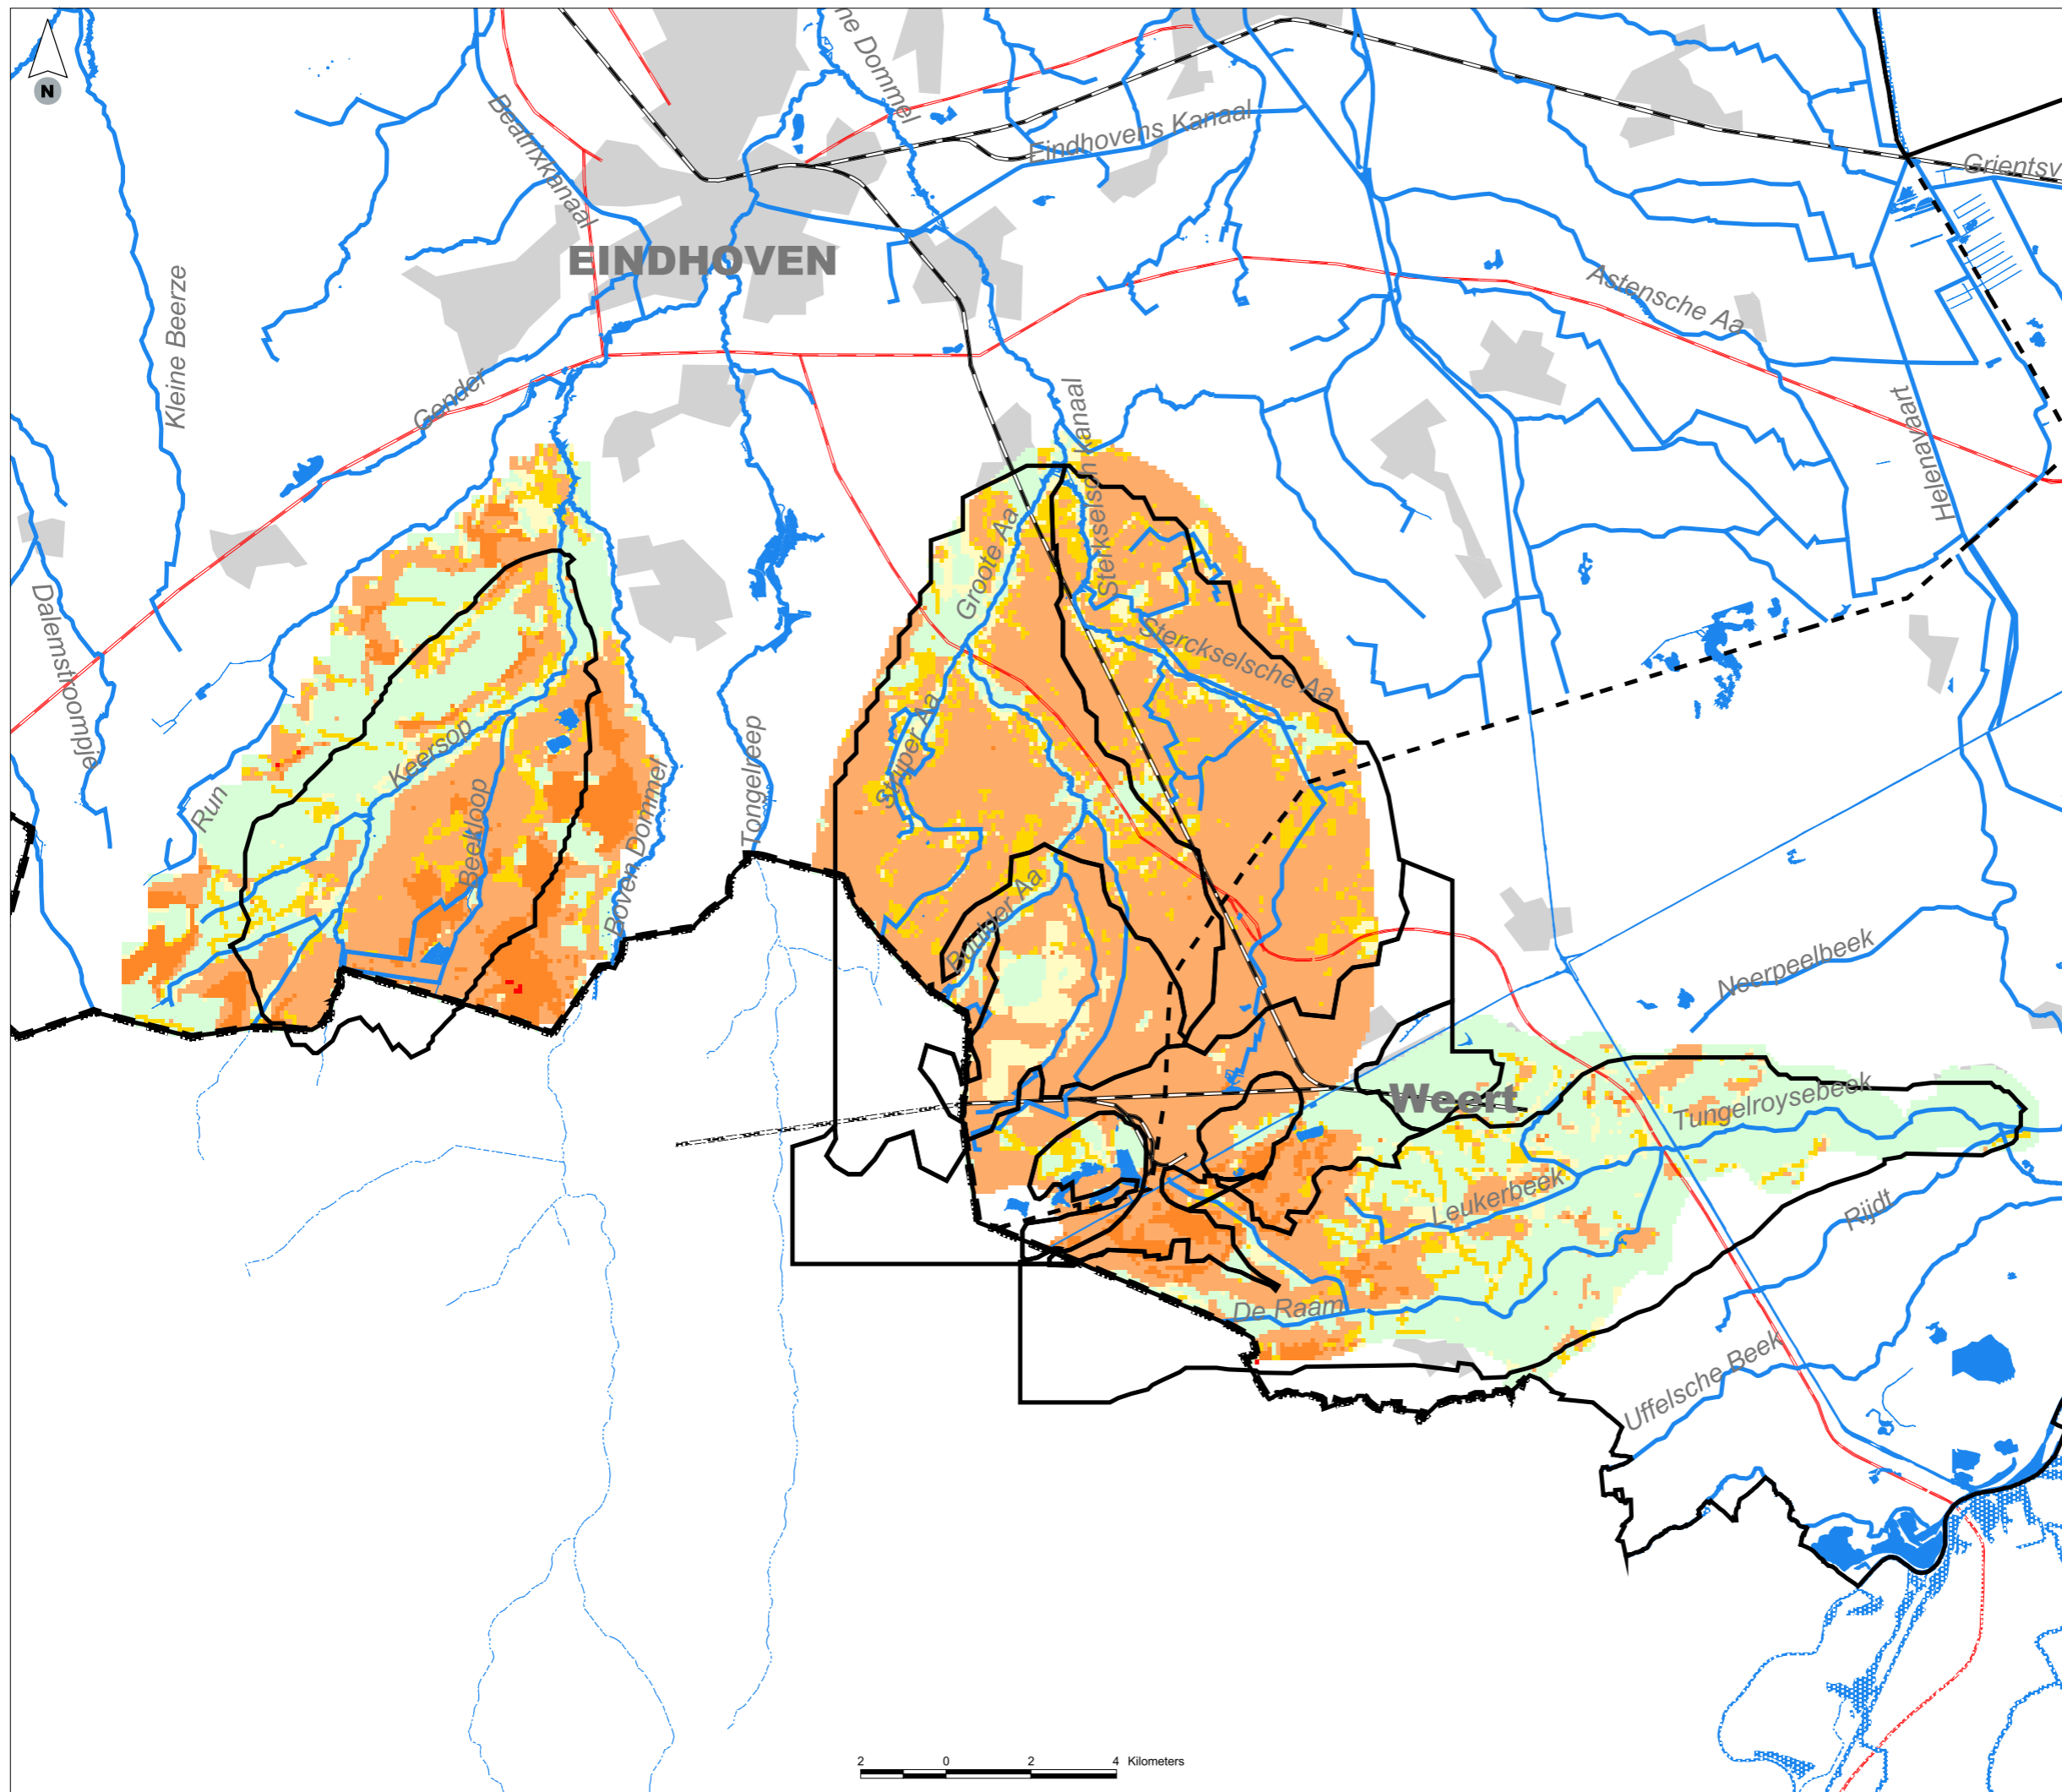 N
ne Dommel
Beatrixkanaal
Eindhovens Kanaal
Grientsv
EINDHOVEN
Kleine Beerze
Astensche Aa
Gender
Sterkselsch Kanaal
Helenavaart
Groote Aa
Dalemstroompje
Sterckselsche Aa
Strijper Aa
Keersop
Tongelreep
Run
Beekloop
Boven Dommel
Buulder Aa
Neerpeelbeek
Weert
Tungelroysebeek
Leukerbeek
Rijdt
De Raam
Uffelsche Beek
2 0 2 4 Kilometers